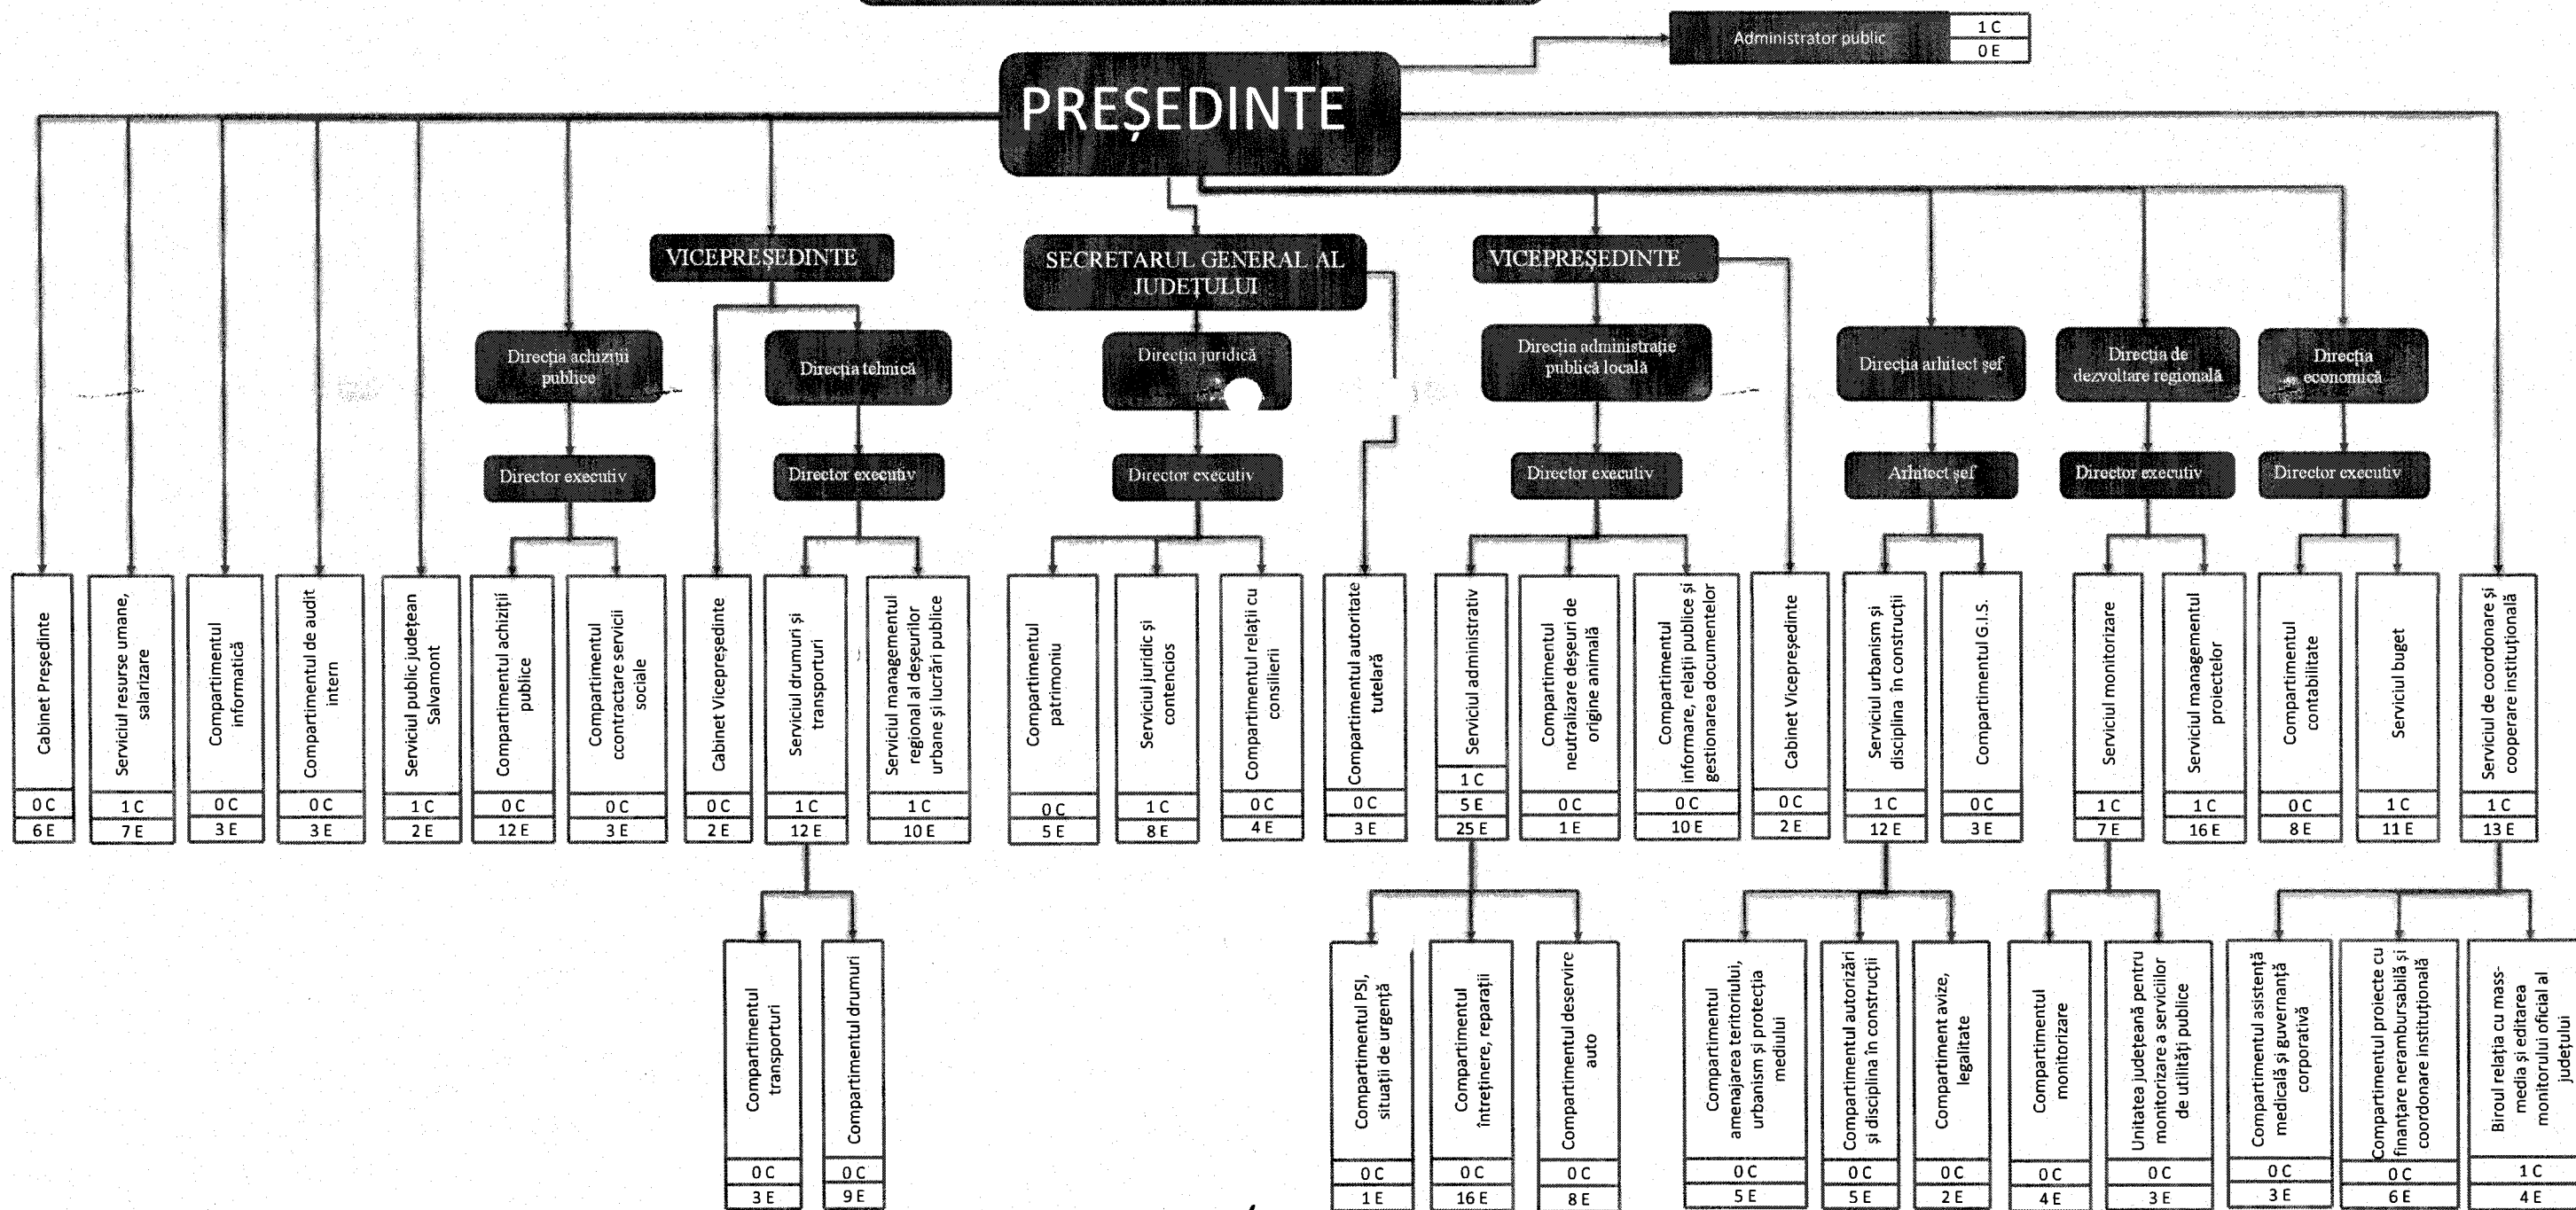 Administrator public
1 C
0 E
PREȘEDINTE
VICEPREȘEDINTE
SECRETARUL GENERAL AL
JUDEȚULUI
VICEPREȘEDINTE
Direcția achiziții
publice
Direcția tehnică
Direcția juridică
Direcția administrație
publică locală
Direcția arhitect șef
Direcția de
dezvoltare regională
Direcția
economică
Director executiv
Director executiv
Director executiv
Director executiv
Arhitect șef
Director executiv
Director executiv
Cabinet Președinte
0 C
6 E
Serviciul resurse umane,
salarizare
1 C
7 E
Compartimentul
informatică
0 C
3 E
Compartimentul de audit
intern
0 C
3 E
Serviciul public județean
Salvamont
1 C
2 E
Compartimentul achiziții
publice
0 C
12 E
Compartimentul
ccontractare servicii
sociale
0 C
3 E
Cabinet Vicepreședinte
0 C
2 E
Serviciul drumuri și
transporturi
1 C
12 E
Serviciul managementul
regional al deșeurilor
urbane și lucrări publice
1 C
10 E
Compartimentul
patrimoniu
0 C
5 E
Serviciul juridic și
contencios
1 C
8 E
Compartimentul relații cu
consilierii
0 C
4 E
Compartimentul autoritate
tutelară
0 C
3 E
Serviciul administrativ
1 C
5 E
25 E
Compartimentul
neutralizare deșeuri de
origine animală
0 C
1 E
Compartimentul
informare, relații publice și
gestionarea documentelor
0 C
10 E
Cabinet Vicepreședinte
0 C
2 E
Serviciul urbanism și
disciplina în construcții
1 C
12 E
Compartimentul G.I.S.
0 C
3 E
Serviciul monitorizare
1 C
7 E
Serviciul managementul
proiectelor
1 C
16 E
Compartimentul
contabilitate
0 C
8 E
Serviciul buget
1 C
11 E
Serviciul de coordonare și
cooperare instituțională
1 C
13 E
Compartimentul
transporturi
0 C
3 E
Compartimentul drumuri
0 C
9 E
Compartimentul PSI,
situații de urgență
0 C
1 E
Compartimentul
întreținere, reparații
0 C
16 E
Compartimentul deservire
auto
0 C
8 E
Compartimentul
amenajarea teritoriului,
urbanism și protecția
mediului
0 C
5 E
Compartimentul autorizări
și disciplina în construcții
0 C
5 E
Compartiment avize,
legalitate
0 C
2 E
Compartimentul
monitorizare
0 C
4 E
Unitatea județeană pentru
monitorizare a serviciilor
de utilități publice
0 C
3 E
Compartimentul asistență
medicală și guvernanță
corporativă
0 C
3 E
Compartimentul proiecte cu
finanțare nerambursabilă și
coordonare instituțională
0 C
6 E
Biroul relația cu mass-
media și editarea
monitorului oficial al
județului
1 C
4 E